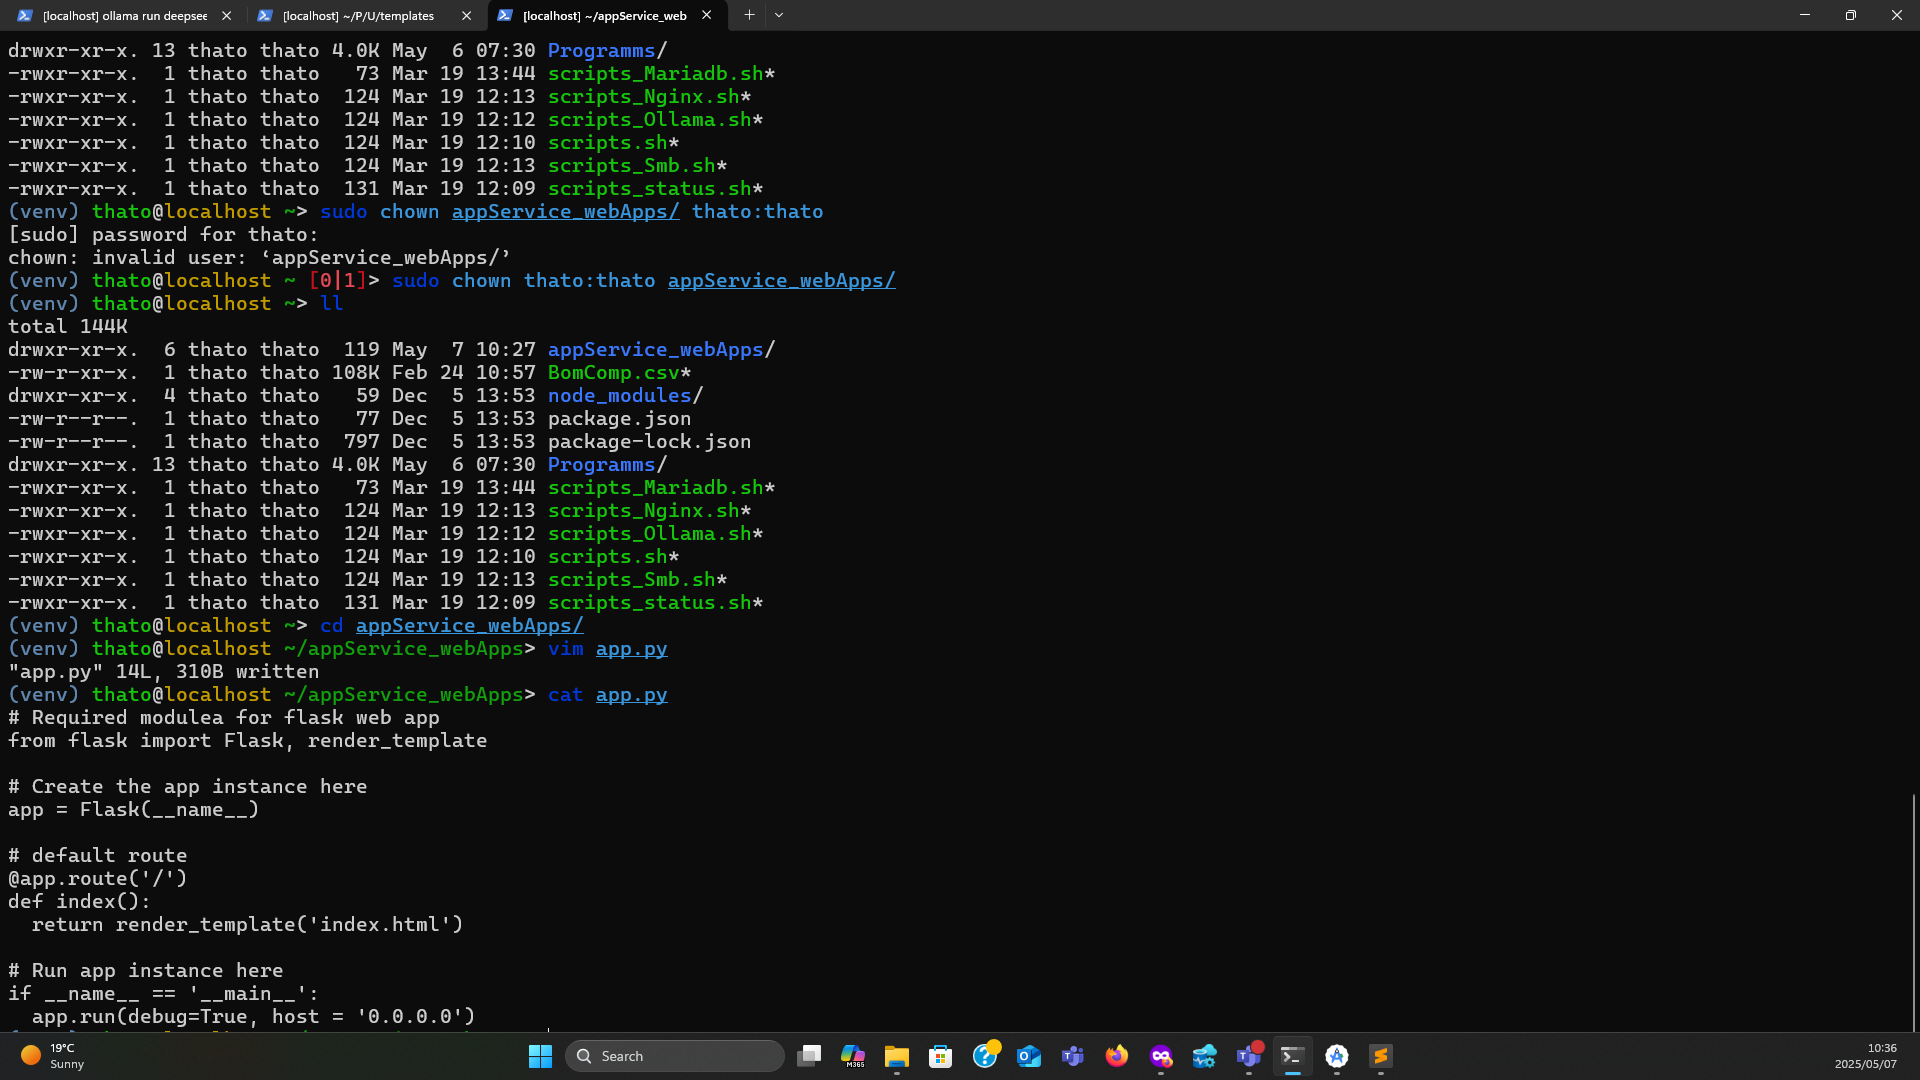 [localhost] ollama run deepsee
[localhost] ~/P/U/templates
[localhost] ~/appService_web
drwxr-xr-x. 13 thato thato 4.0K May  6 07:30 Programms/
-rwxr-xr-x.  1 thato thato   73 Mar 19 13:44 scripts_Mariadb.sh*
-rwxr-xr-x.  1 thato thato  124 Mar 19 12:13 scripts_Nginx.sh*
-rwxr-xr-x.  1 thato thato  124 Mar 19 12:12 scripts_Ollama.sh*
-rwxr-xr-x.  1 thato thato  124 Mar 19 12:10 scripts.sh*
-rwxr-xr-x.  1 thato thato  124 Mar 19 12:13 scripts_Smb.sh*
-rwxr-xr-x.  1 thato thato  131 Mar 19 12:09 scripts_status.sh*
(venv) thato@localhost ~> sudo chown appService_webApps/ thato:thato
[sudo] password for thato:
chown: invalid user: ‘appService_webApps/’
(venv) thato@localhost ~ [0|1]> sudo chown thato:thato appService_webApps/
(venv) thato@localhost ~> ll
total 144K
drwxr-xr-x.  6 thato thato  119 May  7 10:27 appService_webApps/
-rw-r-xr-x.  1 thato thato 108K Feb 24 10:57 BomComp.csv*
drwxr-xr-x.  4 thato thato   59 Dec  5 13:53 node_modules/
-rw-r--r--.  1 thato thato   77 Dec  5 13:53 package.json
-rw-r--r--.  1 thato thato  797 Dec  5 13:53 package-lock.json
drwxr-xr-x. 13 thato thato 4.0K May  6 07:30 Programms/
-rwxr-xr-x.  1 thato thato   73 Mar 19 13:44 scripts_Mariadb.sh*
-rwxr-xr-x.  1 thato thato  124 Mar 19 12:13 scripts_Nginx.sh*
-rwxr-xr-x.  1 thato thato  124 Mar 19 12:12 scripts_Ollama.sh*
-rwxr-xr-x.  1 thato thato  124 Mar 19 12:10 scripts.sh*
-rwxr-xr-x.  1 thato thato  124 Mar 19 12:13 scripts_Smb.sh*
-rwxr-xr-x.  1 thato thato  131 Mar 19 12:09 scripts_status.sh*
(venv) thato@localhost ~> cd appService_webApps/
(venv) thato@localhost ~/appService_webApps> vim app.py
"app.py" 14L, 310B written
(venv) thato@localhost ~/appService_webApps> cat app.py
# Required modulea for flask web app
from flask import Flask, render_template
# Create the app instance here
app = Flask(__name__)
# default route
@app.route('/')
def index():
  return render_template('index.html')
# Run app instance here
if __name__ == '__main__':
  app.run(debug=True, host = '0.0.0.0')
19°C
Sunny
Search
M365
10:36
2025/05/07